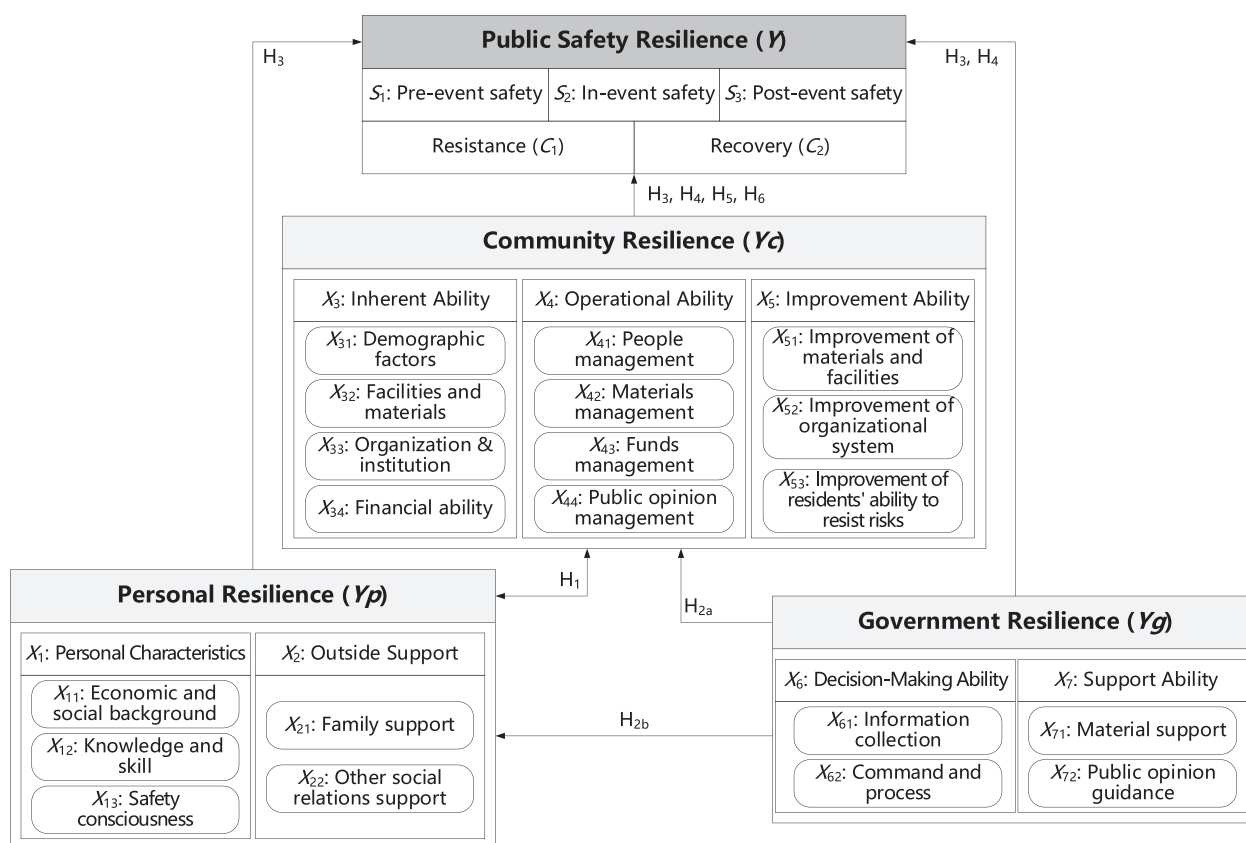 Public Safety Resilience (Y)
H₃
H₃, H₄
S₁: Pre-event safety
S₂: In-event safety
S₃: Post-event safety
Resistance (C₁)
Recovery (C₂)
H₃, H₄, H₅, H₆
Community Resilience (Yc)
X₃: Inherent Ability
X₃₁: Demographic
factors
X₃₂: Facilities and
materials
X₃₃: Organization &
institution
X₃₄: Financial ability
X₄: Operational Ability
X₄₁: People
management
X₄₂: Materials
management
X₄₃: Funds
management
X₄₄: Public opinion
management
X₅: Improvement Ability
X₅₁: Improvement of
materials and
facilities
X₅₂: Improvement of
organizational
system
X₅₃: Improvement of
residents' ability to
resist risks
H₁
H₂ₐ
Personal Resilience (Yp)
X₁: Personal Characteristics
X₁₁: Economic and
social background
X₁₂: Knowledge and
skill
X₁₃: Safety
consciousness
X₂: Outside Support
X₂₁: Family support
X₂₂: Other social
relations support
H₂b
Government Resilience (Yg)
X₆: Decision-Making Ability
X₆₁: Information
collection
X₆₂: Command and
process
X₇: Support Ability
X₇₁: Material support
X₇₂: Public opinion
guidance